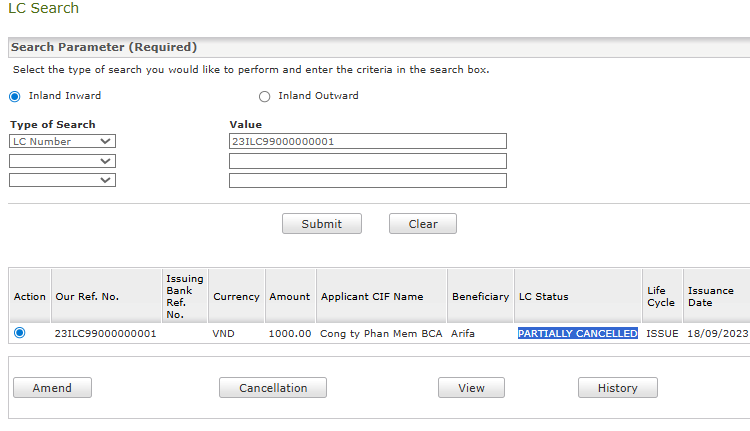 LC Search
Search Parameter (Required)
Select the type of search you would like to perform and enter the criteria in the search box.
Inland Inward Inland Outward
Type of Search Value
LC Number 23ILC99000000001
Submit Clear
Action Our Ref. No. Issuing Bank Ref. No. Currency Amount Applicant CIF Name Beneficiary LC Status Life Cycle Issuance Date
23ILC99000000001 VND 1000.00 Cong ty Phan Mem BCA Arifa PARTIALLY CANCELLED ISSUE 18/09/2023
Amend Cancellation View History